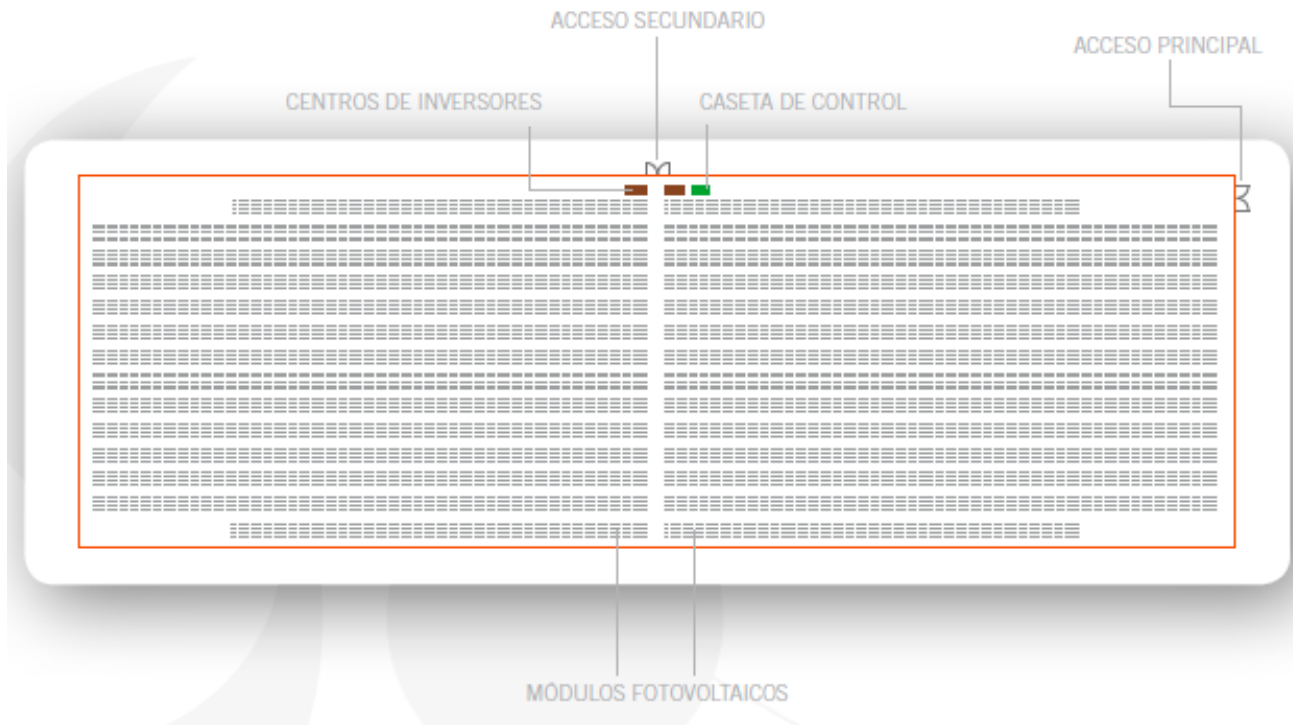 ACCESO SECUNDARIO
ACCESO PRINCIPAL
CENTROS DE INVERSORES
CASETA DE CONTROL
MÓDULOS FOTOVOLTAICOS